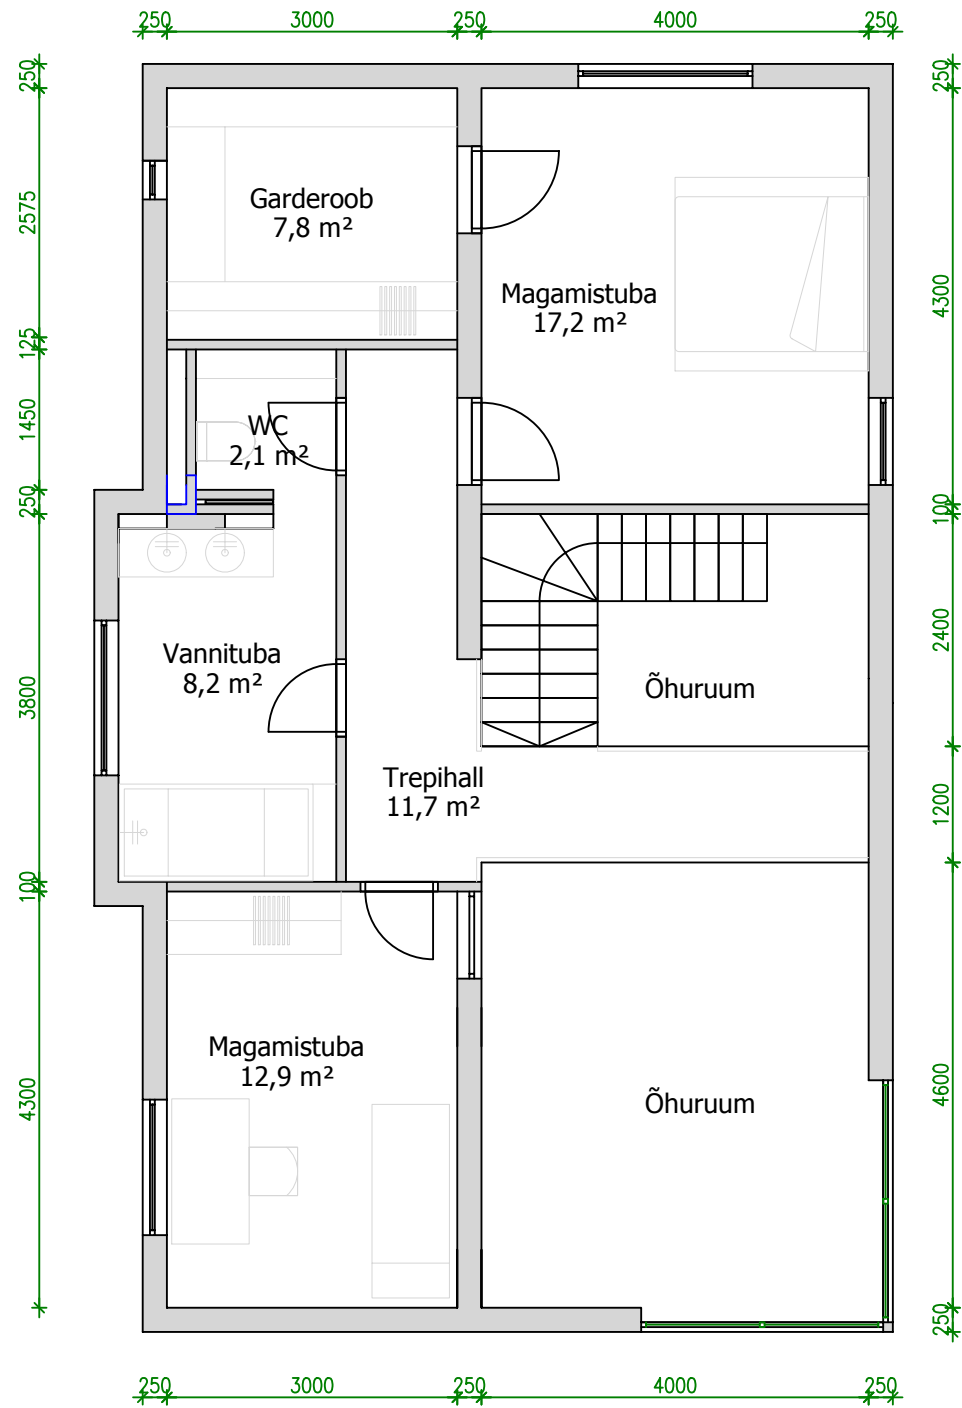 250 3000 250 4000 250
250
2575
125
1450
250
3800
100
4300
Garderoob
7,8 m²
Magamistuba
17,2 m²
WC
2,1 m²
Vannituba
8,2 m²
Õhuruum
Trepihall
11,7 m²
Magamistuba
12,9 m²
Õhuruum
250
4300
100
2400
1200
4600
250
250 3000 250 4000 250